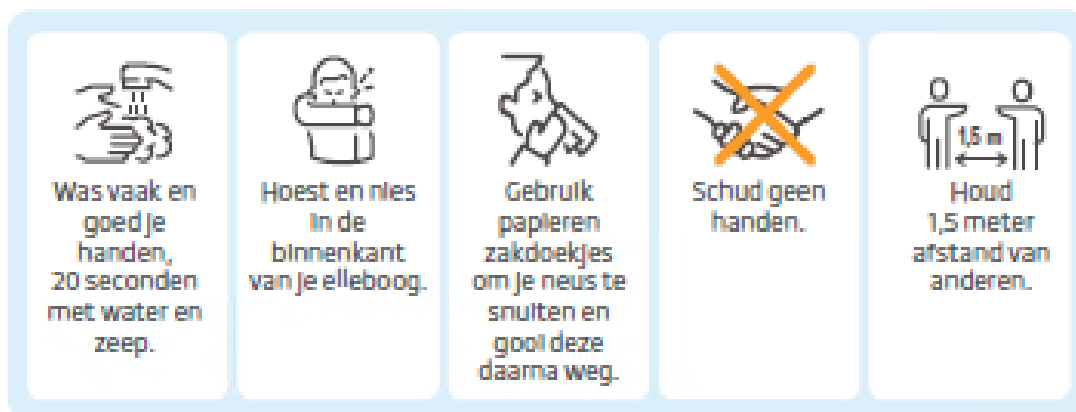 Was vaak en
goed je
handen,
20 seconden
met water en
zeep.
Hoest en nies
in de
binnenkant
van je elleboog.
Gebruik
papieren
zakdoekjes
om je neus te
snuiten en
gooi deze
daarna weg.
Schud geen
handen.
1,5 m
Houd
1,5 meter
afstand van
anderen.